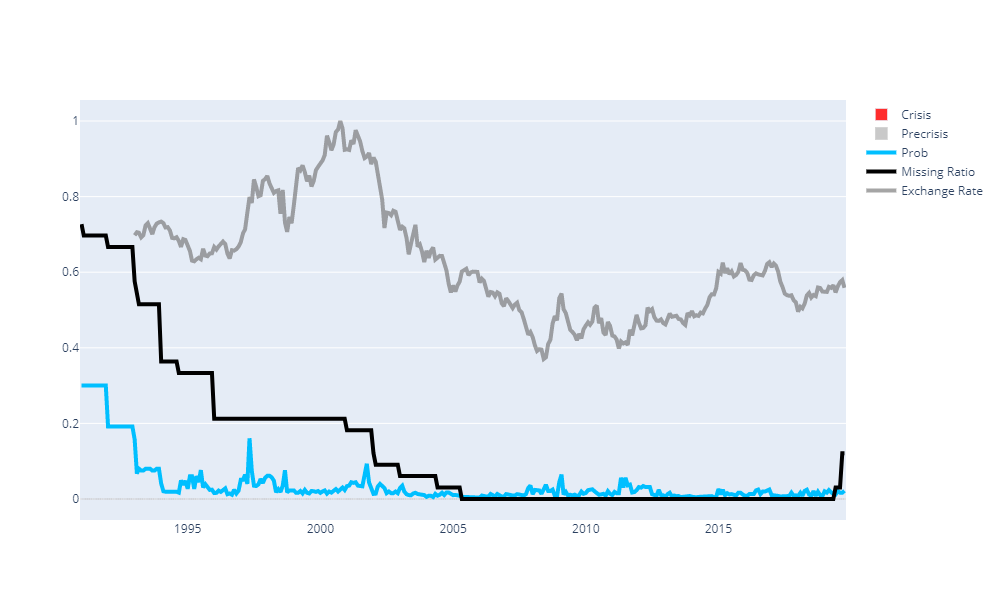 1
0.8
0.6
0.4
0.2
0
1995
2000
2005
2010
2015
Crisis
Precrisis
Prob
Missing Ratio
Exchange Rate